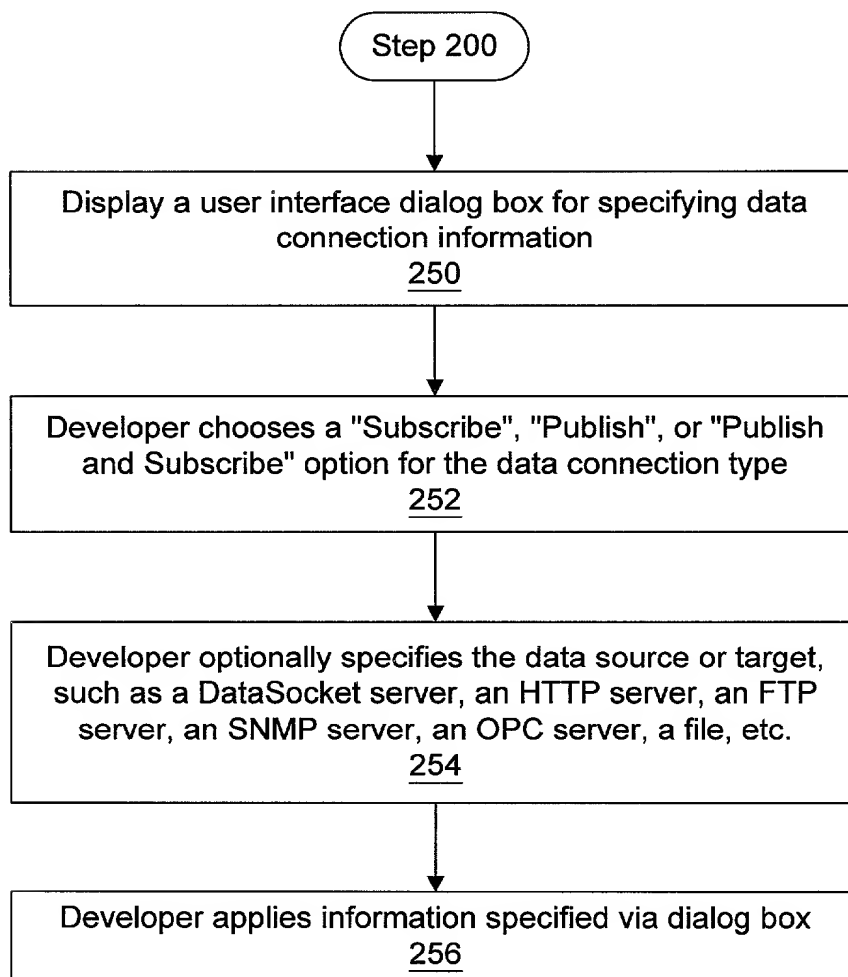 Step 200
Display a user interface dialog box for specifying data
connection information
250
Developer chooses a "Subscribe", "Publish", or "Publish
and Subscribe" option for the data connection type
252
Developer optionally specifies the data source or target,
such as a DataSocket server, an HTTP server, an FTP
server, an SNMP server, an OPC server, a file, etc.
254
Developer applies information specified via dialog box
256